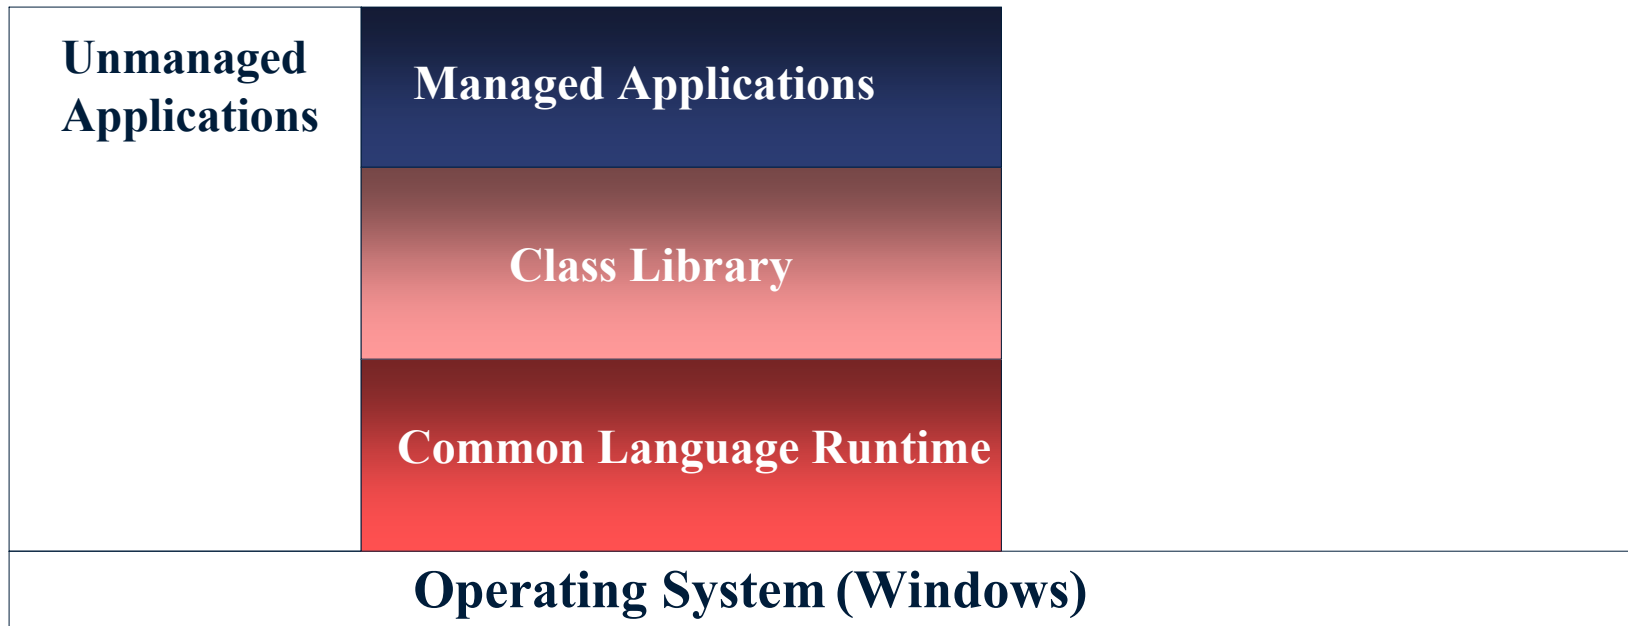 Unmanaged
Applications
Managed Applications
Class Library
Common Language Runtime
Operating System (Windows)